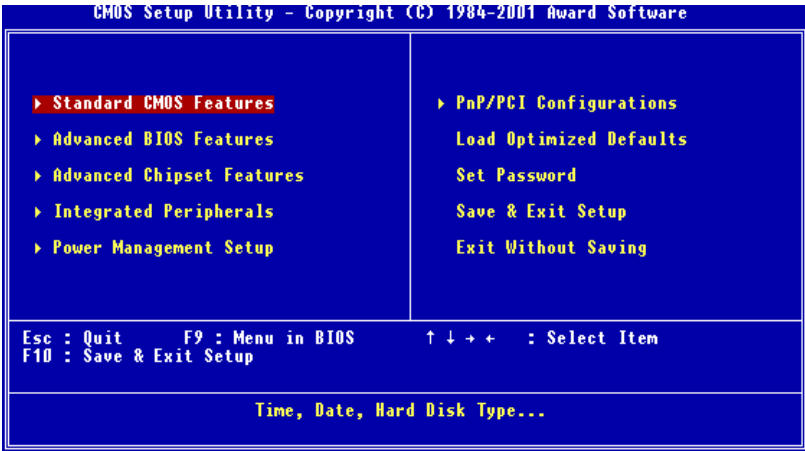 CMOS Setup Utility - Copyright (C) 1984-2001 Award Software
▸ Standard CMOS Features
▸ Advanced BIOS Features
▸ Advanced Chipset Features
▸ Integrated Peripherals
▸ Power Management Setup
▸ PnP/PCI Configurations
Load Optimized Defaults
Set Password
Save & Exit Setup
Exit Without Saving
Esc : Quit F9 : Menu in BIOS ↑ ↓ → ← : Select Item
F10 : Save & Exit Setup
Time, Date, Hard Disk Type...